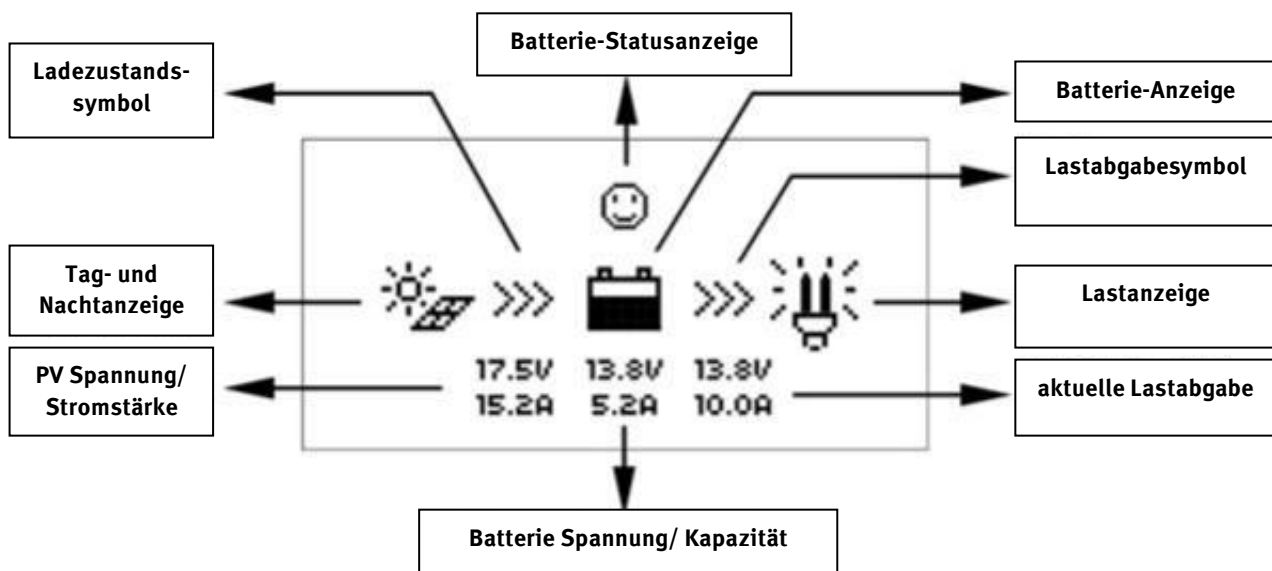 Batterie-Statusanzeige
Ladezustands-
symbol
Batterie-Anzeige
Lastabgabesymbol
Tag- und
Nachtanzeige
Lastanzeige
PV Spannung/
Stromstärke
17.5V 13.8V 13.8V
15.2A 5.2A 10.0A
aktuelle Lastabgabe
Batterie Spannung/ Kapazität